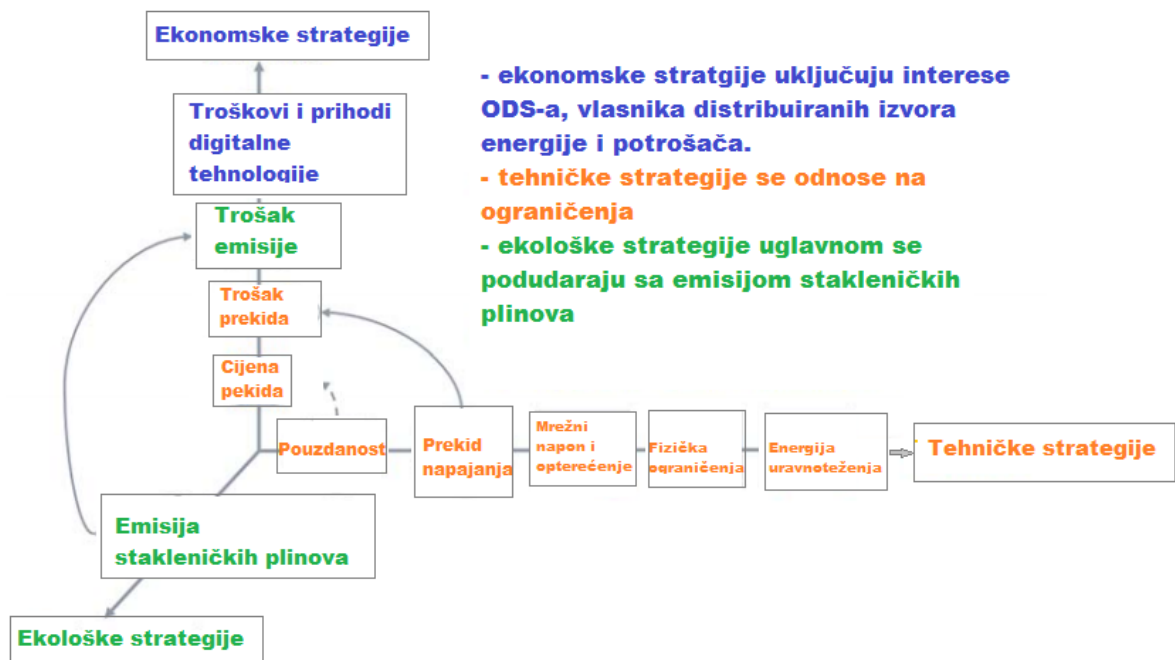 Ekonomske strategije
- ekonomske stratgije uključuju interese
ODS-a, vlasnika distribuiranih izvora
energije i potrošača.
- tehničke strategije se odnose na
ograničenja
- ekološke strategije uglavnom se
podudaraju sa emisijom stakleničkih
plinova
Troškovi i prihodi
digitalne
tehnologije
Trošak
emisije
Trošak
prekida
Cijena
pekida
Pouzdanost
Prekid
napajanja
Mrežni
napon i
opterećenje
Fizička
ograničenja
Energija
uravnoteženja
Tehničke strategije
Emisija
stakleničkih plinova
Ekološke strategije